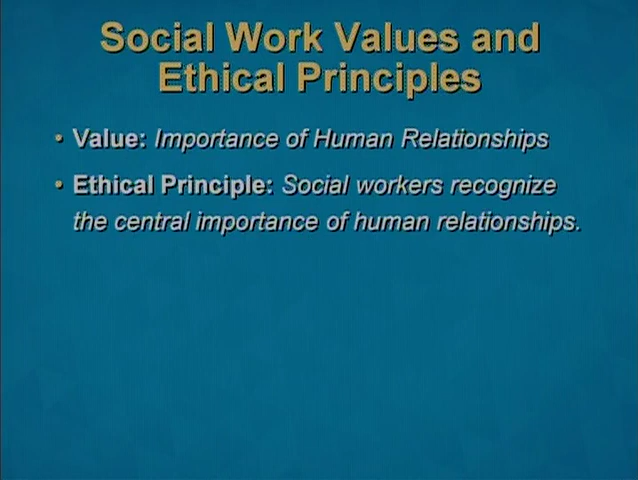 Social Work Values and
Ethical Principles
• Value: Importance of Human Relationships
• Ethical Principle: Social workers recognize
the central importance of human relationships.